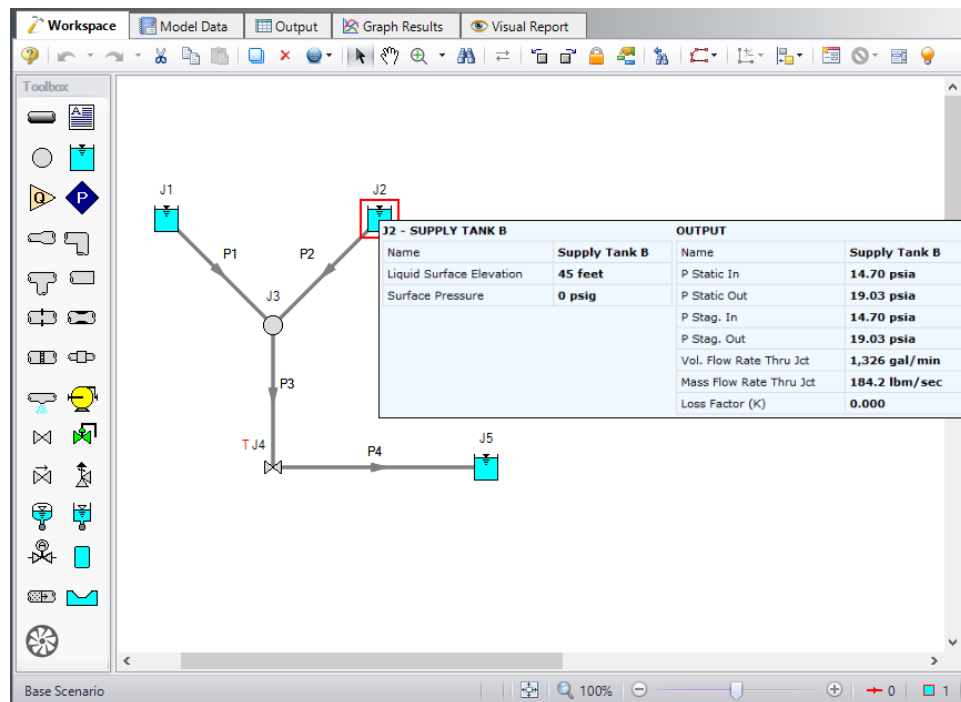 Workspace Model Data Output Graph Results Visual Report
Toolbox
A
Q P
J1 J2
P1 P2
J3
P3
T J4 P4 J5
J2 - SUPPLY TANK B OUTPUT
Name Supply Tank B Name Supply Tank B
Liquid Surface Elevation 45 feet P Static In 14.70 psia
Surface Pressure 0 psig P Static Out 19.03 psia
P Stag. In 14.70 psia
P Stag. Out 19.03 psia
Vol. Flow Rate Thru Jct 1,326 gal/min
Mass Flow Rate Thru Jct 184.2 lbm/sec
Loss Factor (K) 0.000
Base Scenario 100% 0 1